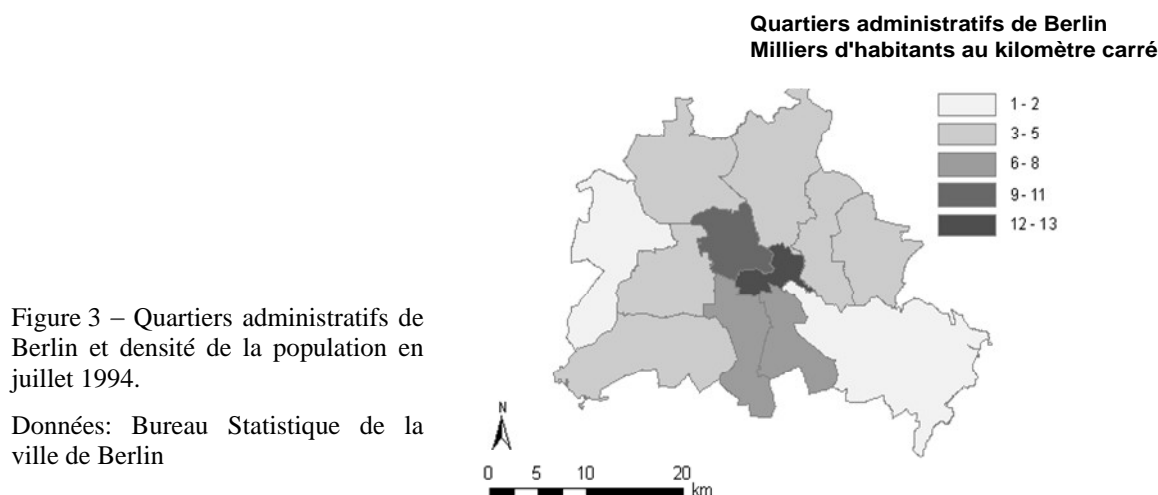 Quartiers administratifs de Berlin
Milliers d'habitants au kilomètre carré
1 - 2
3 - 5
6 - 8
9 - 11
12 - 13
Figure 3 – Quartiers administratifs de
Berlin et densité de la population en
juillet 1994.
Données: Bureau Statistique de la
ville de Berlin
N
0 5 10 20
km